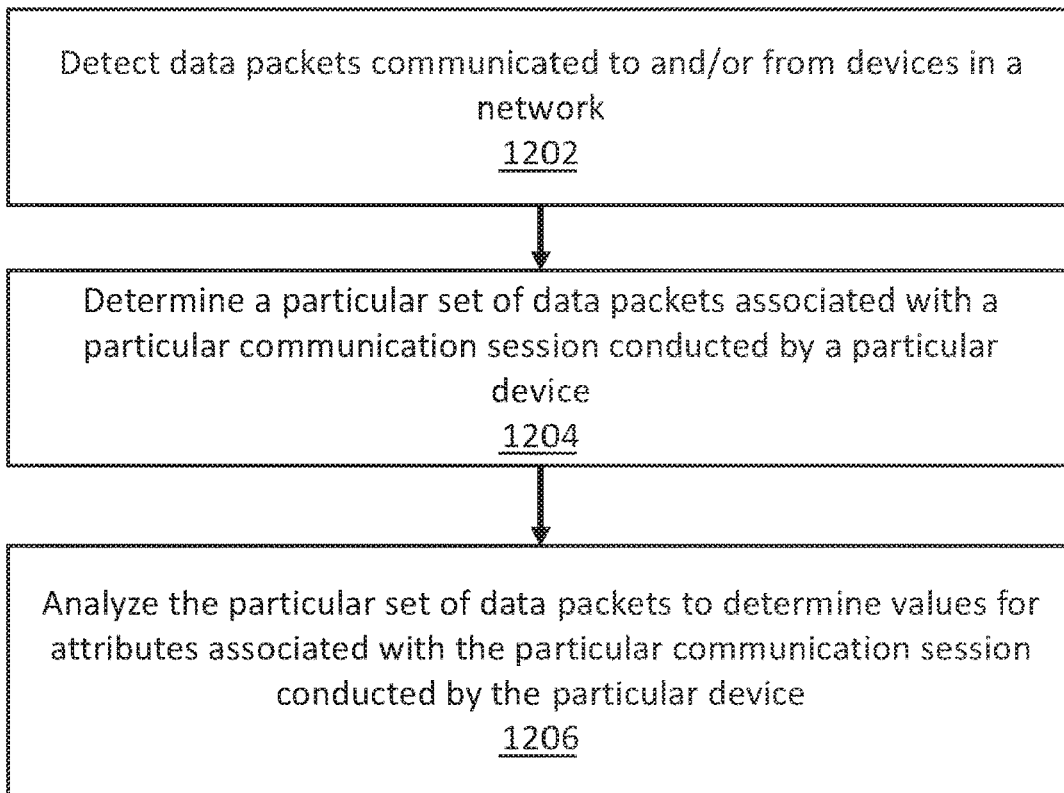 Detect data packets communicated to and/or from devices in a
network
1202
Determine a particular set of data packets associated with a
particular communication session conducted by a particular
device
1204
Analyze the particular set of data packets to determine values for
attributes associated with the particular communication session
conducted by the particular device
1206